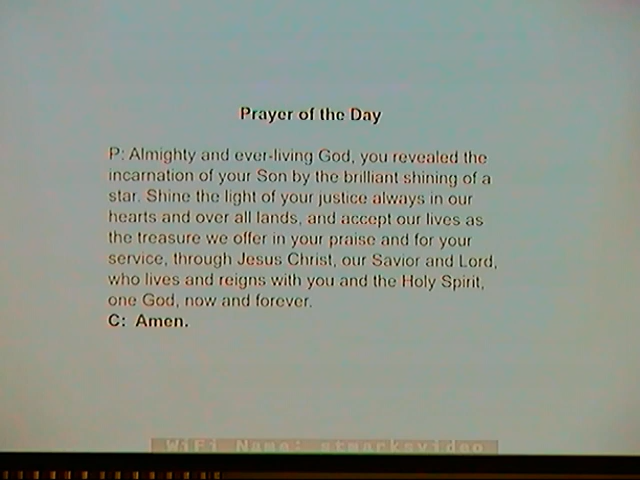 Prayer of the Day
P: Almighty and ever-living God, you revealed the
incarnation of your Son by the brilliant shining of a
star. Shine the light of your justice always in our
hearts and over all lands, and accept our lives as
the treasure we offer in your praise and for your
service, through Jesus Christ, our Savior and Lord,
who lives and reigns with you and the Holy Spirit,
one God, now and forever.
C: Amen.
WiFi Name: stmarksvideo